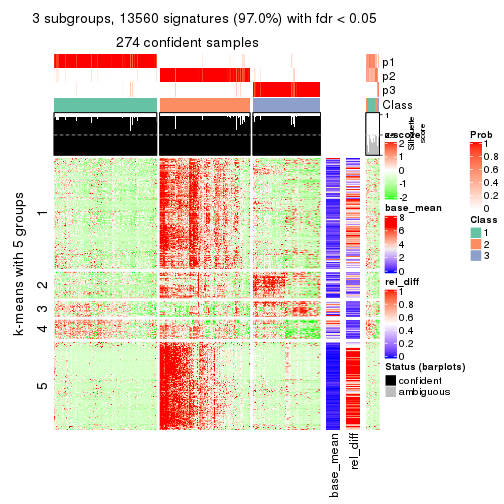 3 subgroups, 13560 signatures (97.0%) with fdr < 0.05
274 confident samples
p1
p2
p3
Class
1
Silhouette
score
k-means with 5 groups
1
2
3
4
5
base_mean
rel_diff
z-score
2
1
0
-1
-2
base_mean
8
6
4
2
0
rel_diff
1
0.8
0.6
0.4
0.2
0
Status (barplots)
confident
ambiguous
Prob
1
0.8
0.6
0.4
0.2
0
Class
1
2
3